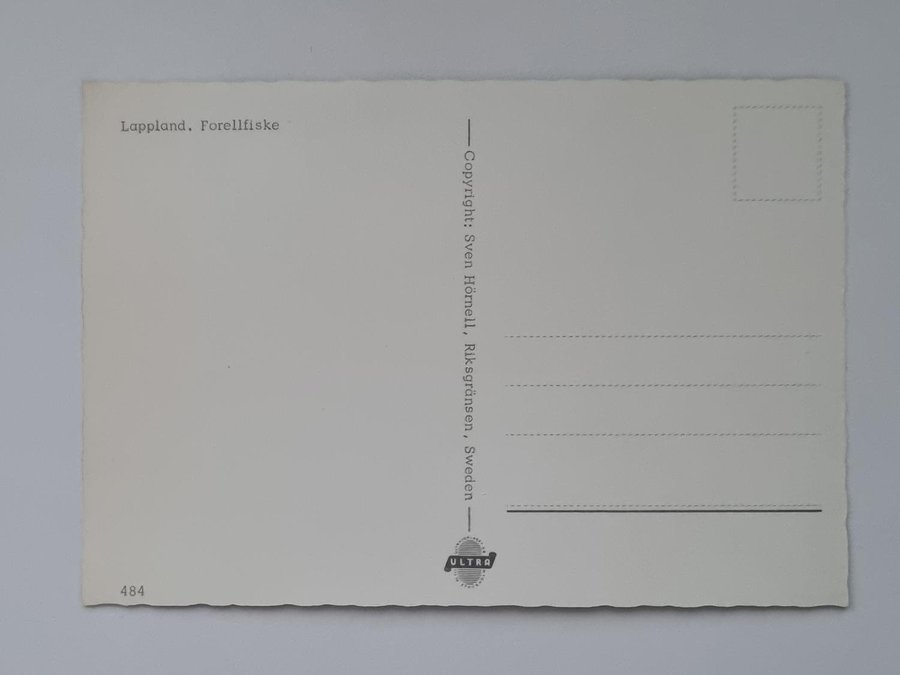 Lappland. Forellfiske
Copyright: Sven Hörnell, Riksgränsen, Sweden
ULTRA
484